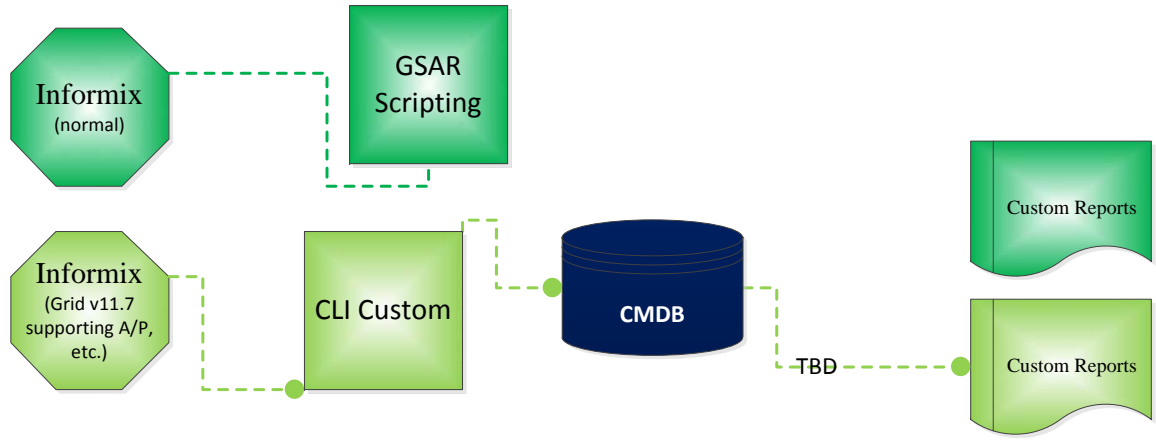 Informix
(normal)
GSAR
Scripting
Custom Reports
Informix
(Grid v11.7
supporting A/P,
etc.)
CLI Custom
CMDB
TBD
Custom Reports